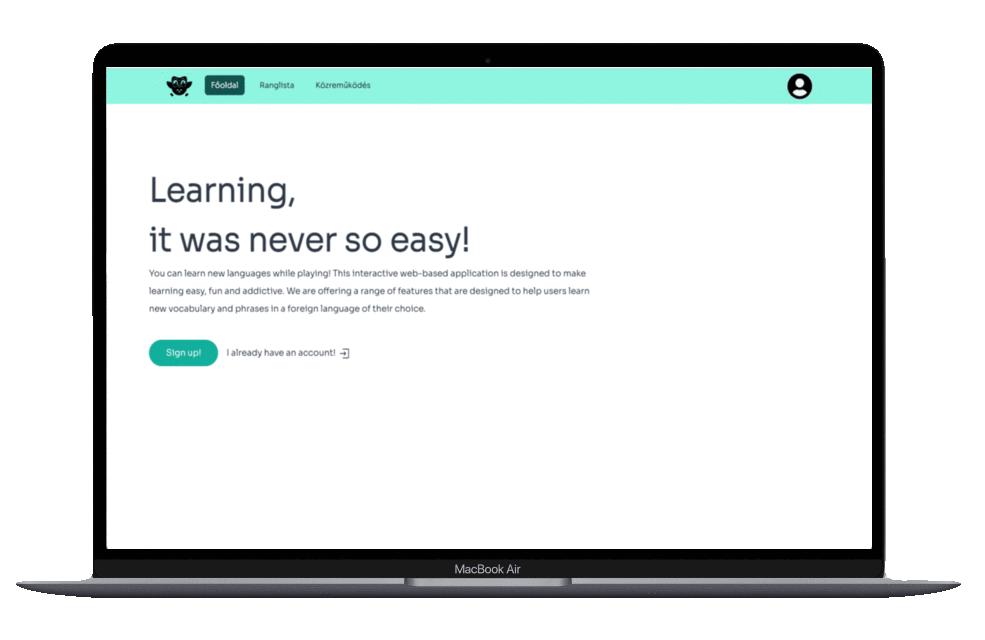 Főoldal Ranglista Közreműködés
Learning,
it was never so easy!
You can learn new languages while playing! This interactive web-based application is designed to make
learning easy, fun and addictive. We are offering a range of features that are designed to help users learn
new vocabulary and phrases in a foreign language of their choice.
Sign up! I already have an account!
MacBook Air